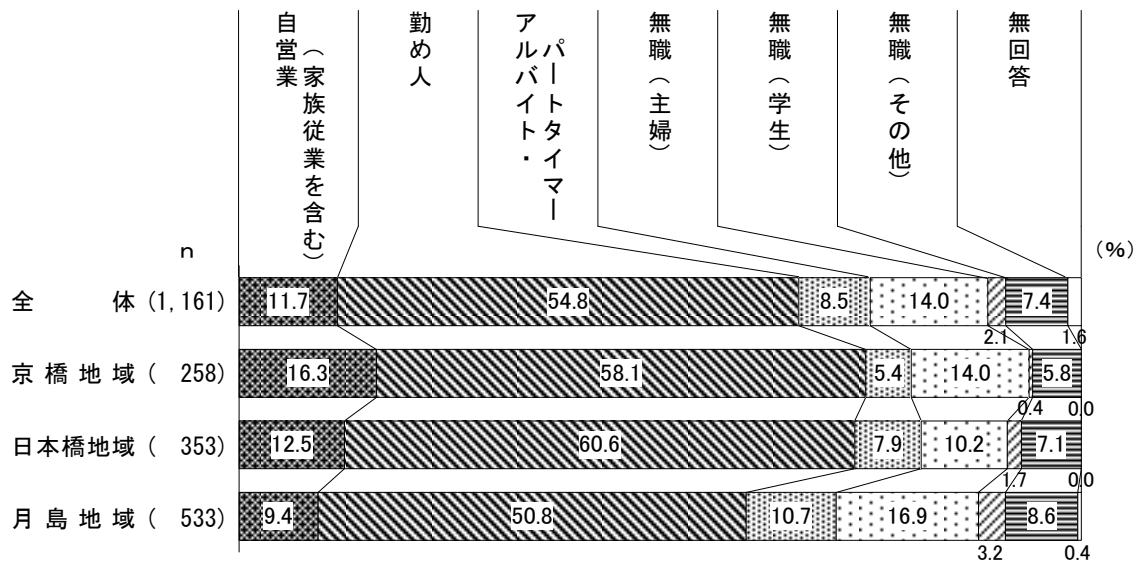 自営業
(家族従業を含む)
勤め人
アルバイト・
パートタイマー
無職(主婦)
無職(学生)
無職(その他)
無回答
n
(%)
全体(1,161) 11.7 54.8 8.5 14.0 7.4
2.1 1.6
京橋地域( 258) 16.3 58.1 5.4 14.0 5.8
0.4 0.0
日本橋地域( 353) 12.5 60.6 7.9 10.2 7.1
1.7 0.0
月島地域( 533) 9.4 50.8 10.7 16.9 8.6
3.2 0.4